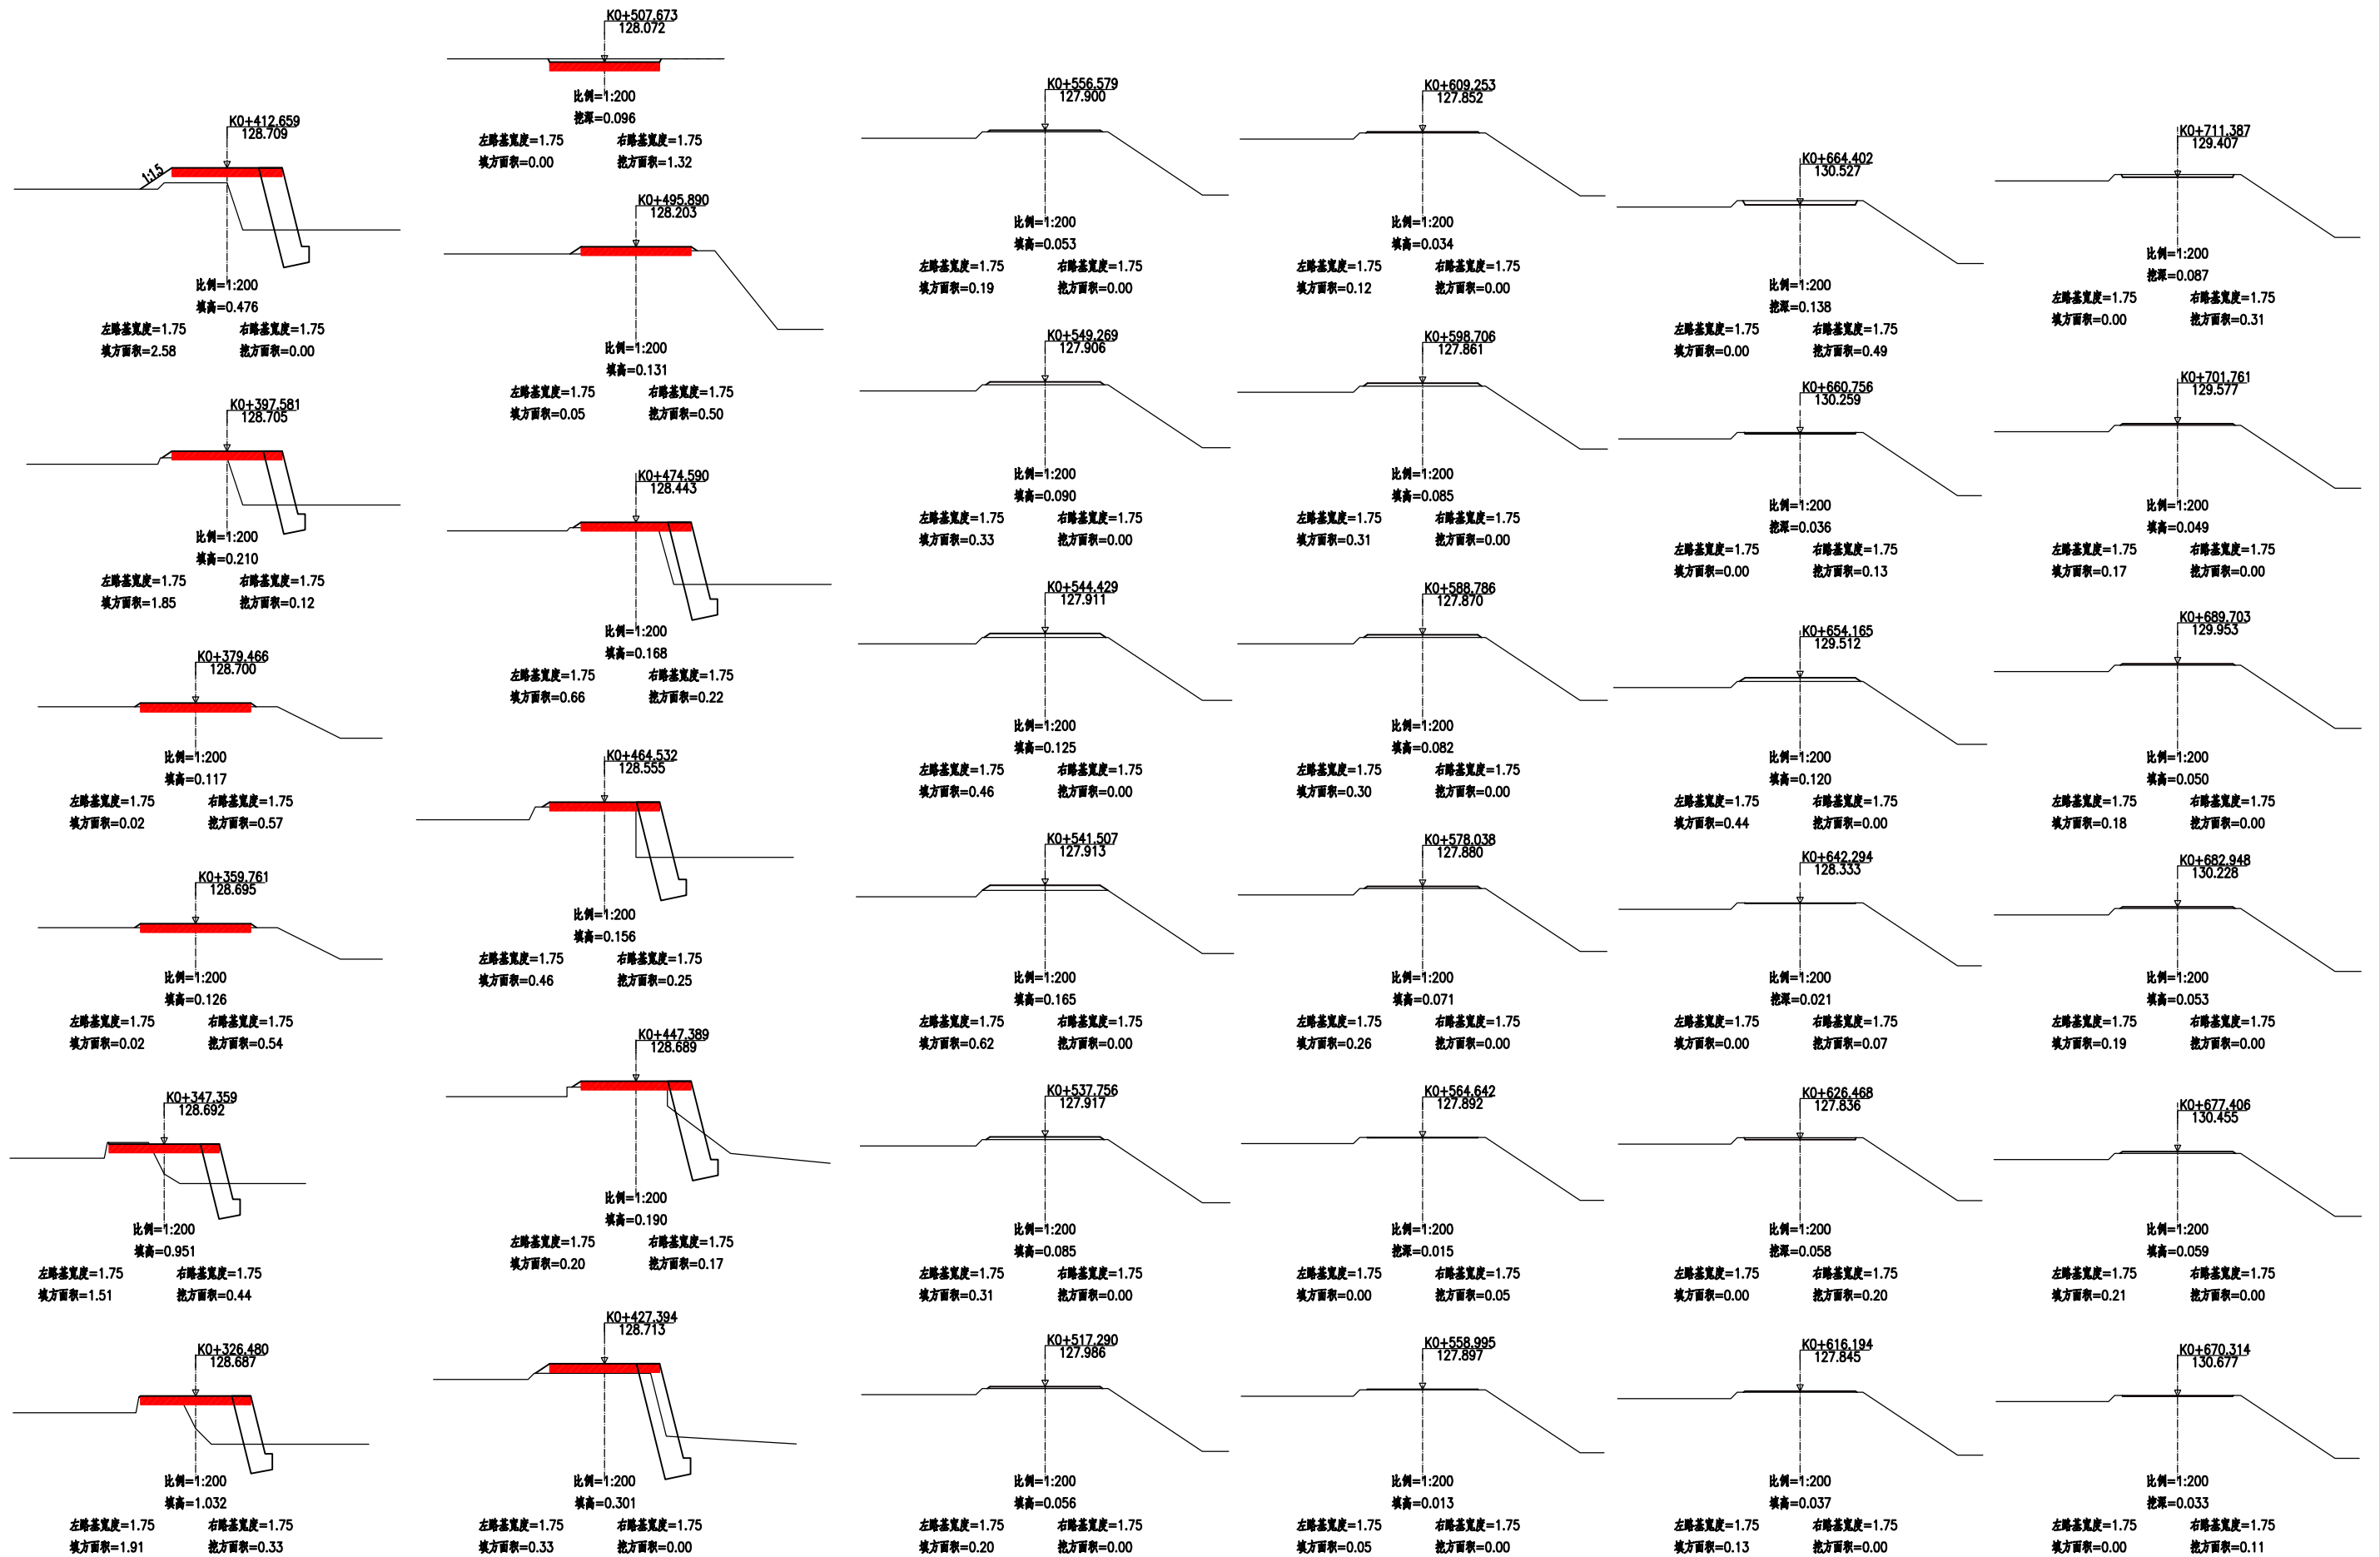 K0+412.659
128.709
1:1.5
比例=1:200
填高=0.476
左路基宽度=1.75 右路基宽度=1.75
填方面积=2.58 挖方面积=0.00
K0+397.581
128.705
比例=1:200
填高=0.210
左路基宽度=1.75 右路基宽度=1.75
填方面积=1.85 挖方面积=0.12
K0+379.466
128.700
比例=1:200
填高=0.117
左路基宽度=1.75 右路基宽度=1.75
填方面积=0.02 挖方面积=0.57
K0+359.761
128.695
比例=1:200
填高=0.126
左路基宽度=1.75 右路基宽度=1.75
填方面积=0.02 挖方面积=0.54
K0+347.359
128.692
比例=1:200
填高=0.951
左路基宽度=1.75 右路基宽度=1.75
填方面积=1.51 挖方面积=0.44
K0+326.480
128.687
比例=1:200
填高=1.032
左路基宽度=1.75 右路基宽度=1.75
填方面积=1.91 挖方面积=0.33
K0+507.673
128.072
比例=1:200
挖深=0.096
左路基宽度=1.75 右路基宽度=1.75
填方面积=0.00 挖方面积=1.32
K0+495.890
128.203
比例=1:200
填高=0.131
左路基宽度=1.75 右路基宽度=1.75
填方面积=0.05 挖方面积=0.50
K0+474.590
128.443
比例=1:200
填高=0.168
左路基宽度=1.75 右路基宽度=1.75
填方面积=0.66 挖方面积=0.22
K0+464.532
128.555
比例=1:200
填高=0.156
左路基宽度=1.75 右路基宽度=1.75
填方面积=0.46 挖方面积=0.25
K0+447.389
128.689
比例=1:200
填高=0.190
左路基宽度=1.75 右路基宽度=1.75
填方面积=0.20 挖方面积=0.17
K0+427.394
128.713
比例=1:200
填高=0.301
左路基宽度=1.75 右路基宽度=1.75
填方面积=0.33 挖方面积=0.00
K0+556.579
127.900
比例=1:200
填高=0.053
左路基宽度=1.75 右路基宽度=1.75
填方面积=0.19 挖方面积=0.00
K0+549.269
127.906
比例=1:200
填高=0.090
左路基宽度=1.75 右路基宽度=1.75
填方面积=0.33 挖方面积=0.00
K0+544.429
127.911
比例=1:200
填高=0.125
左路基宽度=1.75 右路基宽度=1.75
填方面积=0.46 挖方面积=0.00
K0+541.507
127.913
比例=1:200
填高=0.165
左路基宽度=1.75 右路基宽度=1.75
填方面积=0.62 挖方面积=0.00
K0+537.756
127.917
比例=1:200
填高=0.085
左路基宽度=1.75 右路基宽度=1.75
填方面积=0.31 挖方面积=0.00
K0+517.290
127.986
比例=1:200
填高=0.056
左路基宽度=1.75 右路基宽度=1.75
填方面积=0.20 挖方面积=0.00
K0+609.253
127.852
比例=1:200
填高=0.034
左路基宽度=1.75 右路基宽度=1.75
填方面积=0.12 挖方面积=0.00
K0+598.706
127.861
比例=1:200
填高=0.085
左路基宽度=1.75 右路基宽度=1.75
填方面积=0.31 挖方面积=0.00
K0+588.786
127.870
比例=1:200
填高=0.082
左路基宽度=1.75 右路基宽度=1.75
填方面积=0.30 挖方面积=0.00
K0+578.038
127.880
比例=1:200
填高=0.071
左路基宽度=1.75 右路基宽度=1.75
填方面积=0.26 挖方面积=0.00
K0+564.642
127.892
比例=1:200
挖深=0.015
左路基宽度=1.75 右路基宽度=1.75
填方面积=0.00 挖方面积=0.05
K0+558.995
127.897
比例=1:200
填高=0.013
左路基宽度=1.75 右路基宽度=1.75
填方面积=0.05 挖方面积=0.00
K0+664.402
130.527
比例=1:200
挖深=0.138
左路基宽度=1.75 右路基宽度=1.75
填方面积=0.00 挖方面积=0.49
K0+660.756
130.259
比例=1:200
挖深=0.036
左路基宽度=1.75 右路基宽度=1.75
填方面积=0.00 挖方面积=0.13
K0+654.165
129.512
比例=1:200
填高=0.120
左路基宽度=1.75 右路基宽度=1.75
填方面积=0.44 挖方面积=0.00
K0+642.294
128.333
比例=1:200
挖深=0.021
左路基宽度=1.75 右路基宽度=1.75
填方面积=0.00 挖方面积=0.07
K0+626.468
127.836
比例=1:200
挖深=0.058
左路基宽度=1.75 右路基宽度=1.75
填方面积=0.00 挖方面积=0.20
K0+616.194
127.845
比例=1:200
填高=0.037
左路基宽度=1.75 右路基宽度=1.75
填方面积=0.13 挖方面积=0.00
K0+711.387
129.407
比例=1:200
挖深=0.087
左路基宽度=1.75 右路基宽度=1.75
填方面积=0.00 挖方面积=0.31
K0+701.761
129.577
比例=1:200
填高=0.049
左路基宽度=1.75 右路基宽度=1.75
填方面积=0.17 挖方面积=0.00
K0+689.703
129.953
比例=1:200
填高=0.050
左路基宽度=1.75 右路基宽度=1.75
填方面积=0.18 挖方面积=0.00
K0+682.948
130.228
比例=1:200
填高=0.053
左路基宽度=1.75 右路基宽度=1.75
填方面积=0.19 挖方面积=0.00
K0+677.406
130.455
比例=1:200
填高=0.059
左路基宽度=1.75 右路基宽度=1.75
填方面积=0.21 挖方面积=0.00
K0+670.314
130.677
比例=1:200
挖深=0.033
左路基宽度=1.75 右路基宽度=1.75
填方面积=0.00 挖方面积=0.11